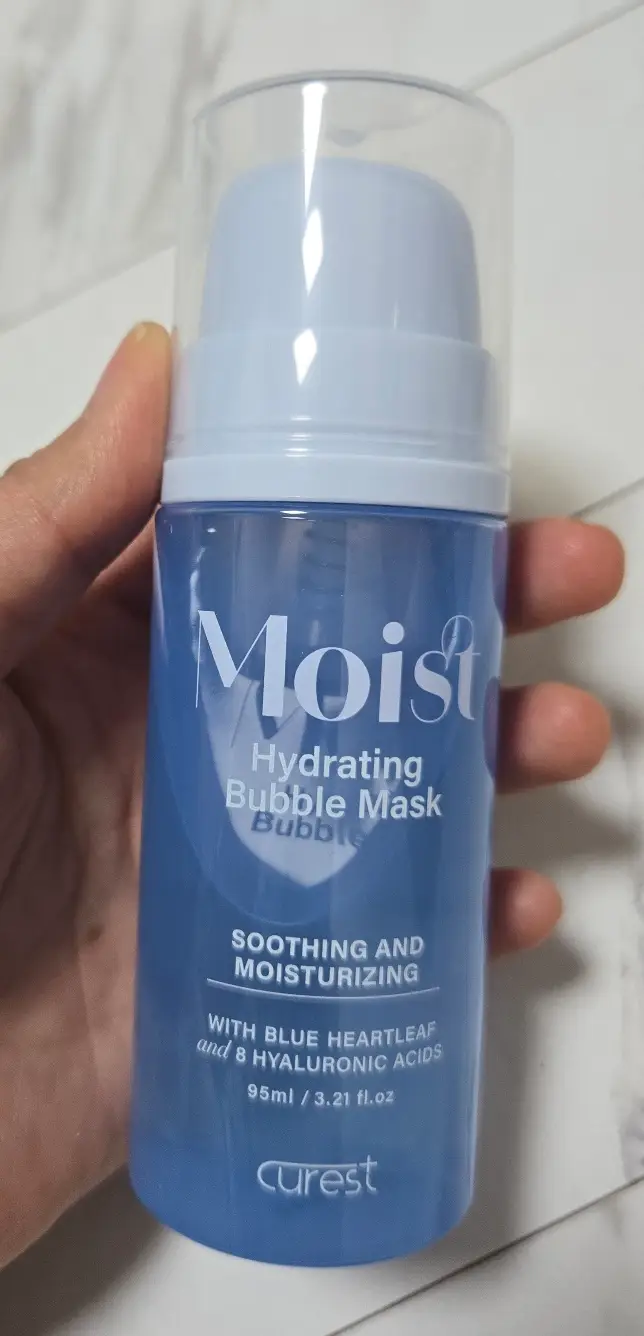 Moist
Hydrating
Bubble Mask
Bubble
SOOTHING AND
MOISTURIZING
WITH BLUE HEARTLEAF
and 8 HYALURONIC ACIDS
95ml / 3.21 fl.oz
curest